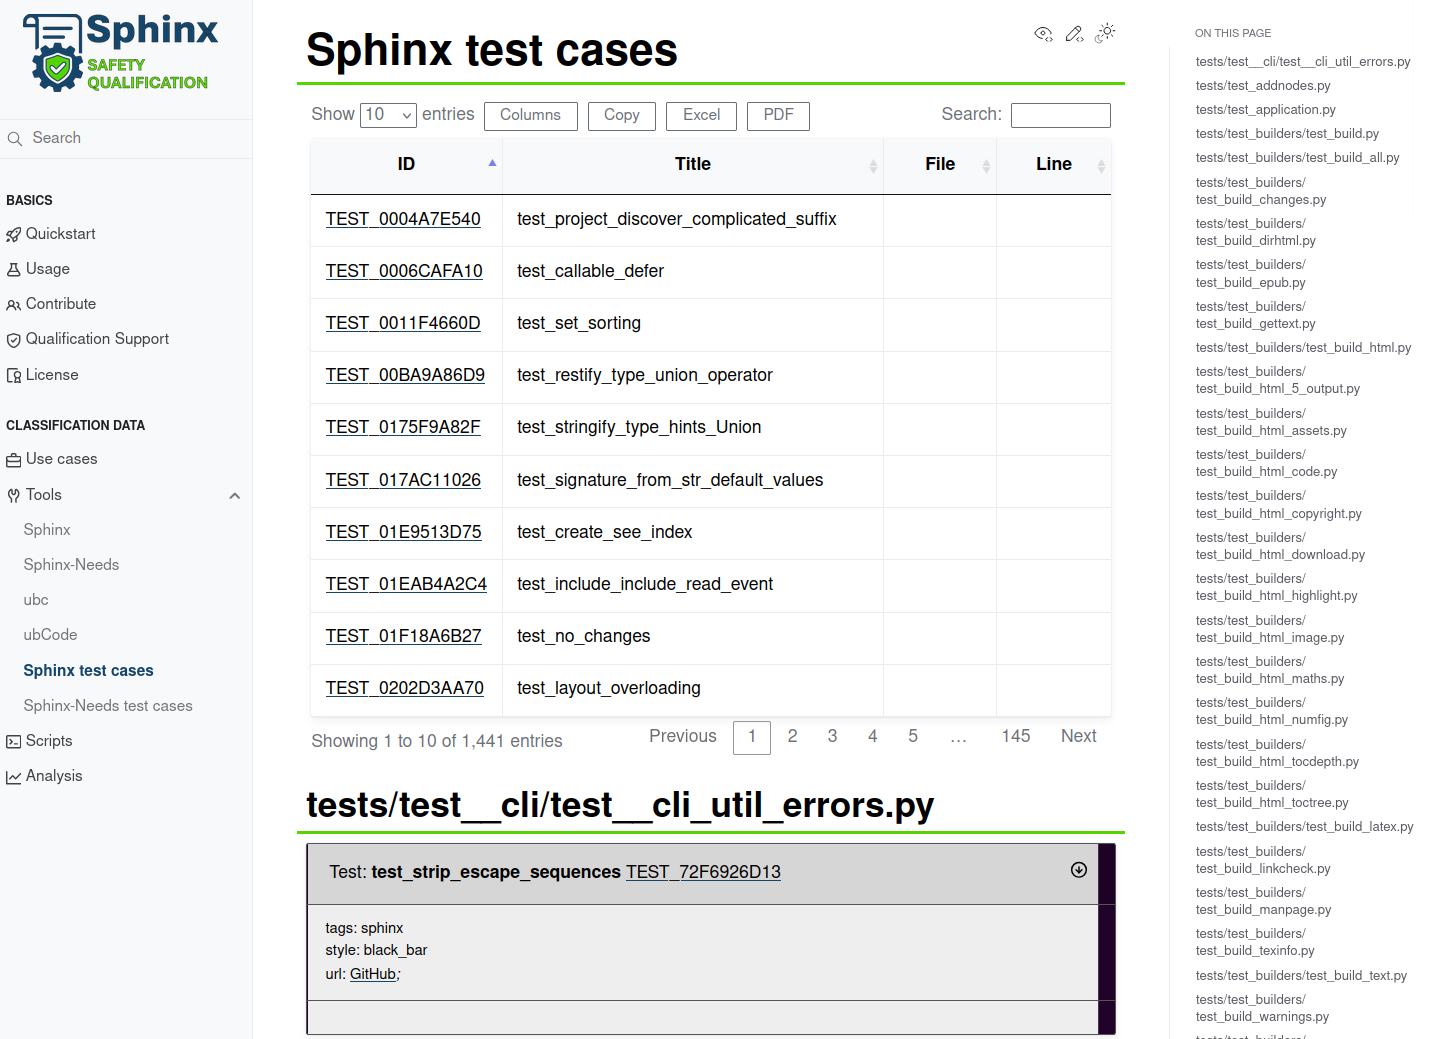 Sphinx
SAFETY
QUALIFICATION
Search
BASICS
Quickstart
Usage
Contribute
Qualification Support
License
CLASSIFICATION DATA
Use cases
Tools
Sphinx
Sphinx-Needs
ubc
ubCode
Sphinx test cases
Sphinx-Needs test cases
Scripts
Analysis
Sphinx test cases
Show 10 entries Columns Copy Excel PDF Search:
ID Title File Line
TEST_0004A7E540 test_project_discover_complicated_suffix
TEST_0006CAFA10 test_callable_defer
TEST_0011F4660D test_set_sorting
TEST_00BA9A86D9 test_restify_type_union_operator
TEST_0175F9A82F test_stringify_type_hints_Union
TEST_017AC11026 test_signature_from_str_default_values
TEST_01E9513D75 test_create_see_index
TEST_01EAB4A2C4 test_include_include_read_event
TEST_01F18A6B27 test_no_changes
TEST_0202D3AA70 test_layout_overloading
Showing 1 to 10 of 1,441 entries Previous 1 2 3 4 5 … 145 Next
tests/test__cli/test__cli_util_errors.py
Test: test_strip_escape_sequences TEST_72F6926D13
tags: sphinx
style: black_bar
url: GitHub;
ON THIS PAGE
tests/test__cli/test__cli_util_errors.py
tests/test_addnodes.py
tests/test_application.py
tests/test_builders/test_build.py
tests/test_builders/test_build_all.py
tests/test_builders/
test_build_changes.py
tests/test_builders/
test_build_dirhtml.py
tests/test_builders/
test_build_epub.py
tests/test_builders/
test_build_gettext.py
tests/test_builders/test_build_html.py
tests/test_builders/
test_build_html_5_output.py
tests/test_builders/
test_build_html_assets.py
tests/test_builders/
test_build_html_code.py
tests/test_builders/
test_build_html_copyright.py
tests/test_builders/
test_build_html_download.py
tests/test_builders/
test_build_html_highlight.py
tests/test_builders/
test_build_html_image.py
tests/test_builders/
test_build_html_maths.py
tests/test_builders/
test_build_html_numfig.py
tests/test_builders/
test_build_html_tocdepth.py
tests/test_builders/
test_build_html_toctree.py
tests/test_builders/test_build_latex.py
tests/test_builders/
test_build_linkcheck.py
tests/test_builders/
test_build_manpage.py
tests/test_builders/
test_build_texinfo.py
tests/test_builders/test_build_text.py
tests/test_builders/
test_build_warnings.py